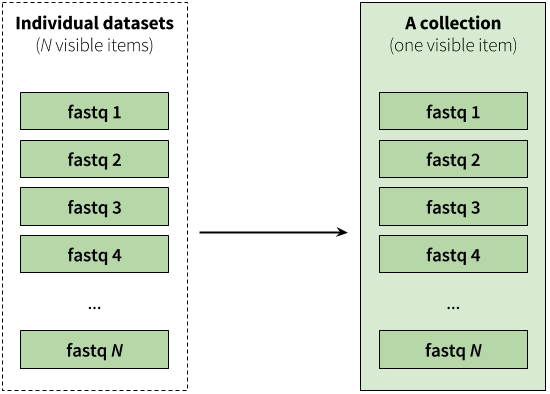 Individual datasets
(N visible items)
fastq 1
fastq 2
fastq 3
fastq 4
...
fastq N
A collection
(one visible item)
fastq 1
fastq 2
fastq 3
fastq 4
...
fastq N